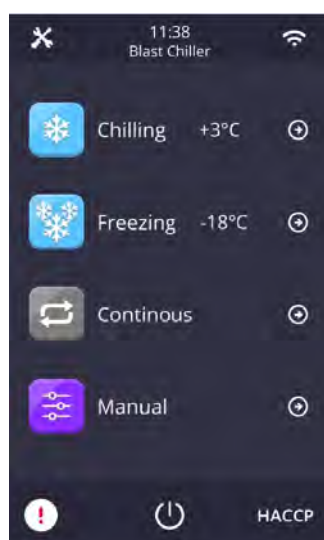 11:38
Blast Chiller
Chilling +3°C
Freezing -18°C
Continous
Manual
! HACCP